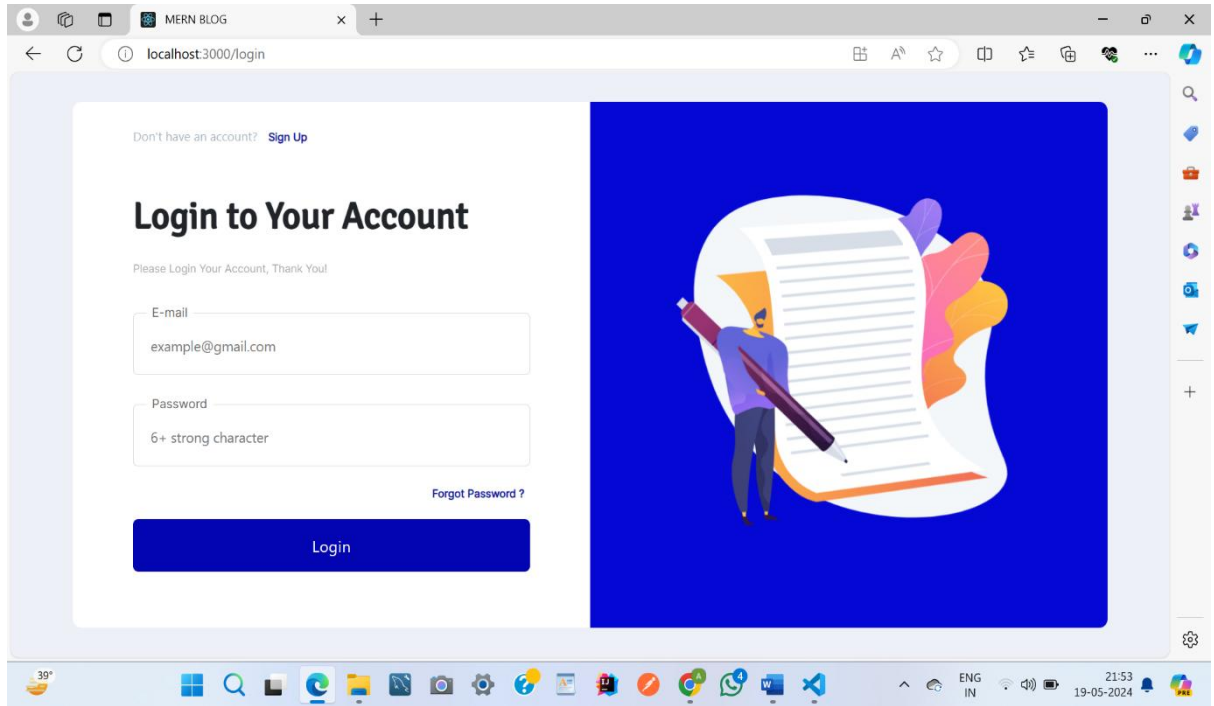 MERN BLOG
localhost:3000/login
Don't have an account? Sign Up
Login to Your Account
Please Login Your Account, Thank You!
E-mail
example@gmail.com
Password
6+ strong character
Forgot Password ?
Login
39°
ENG
IN
21:53
19-05-2024
PRE